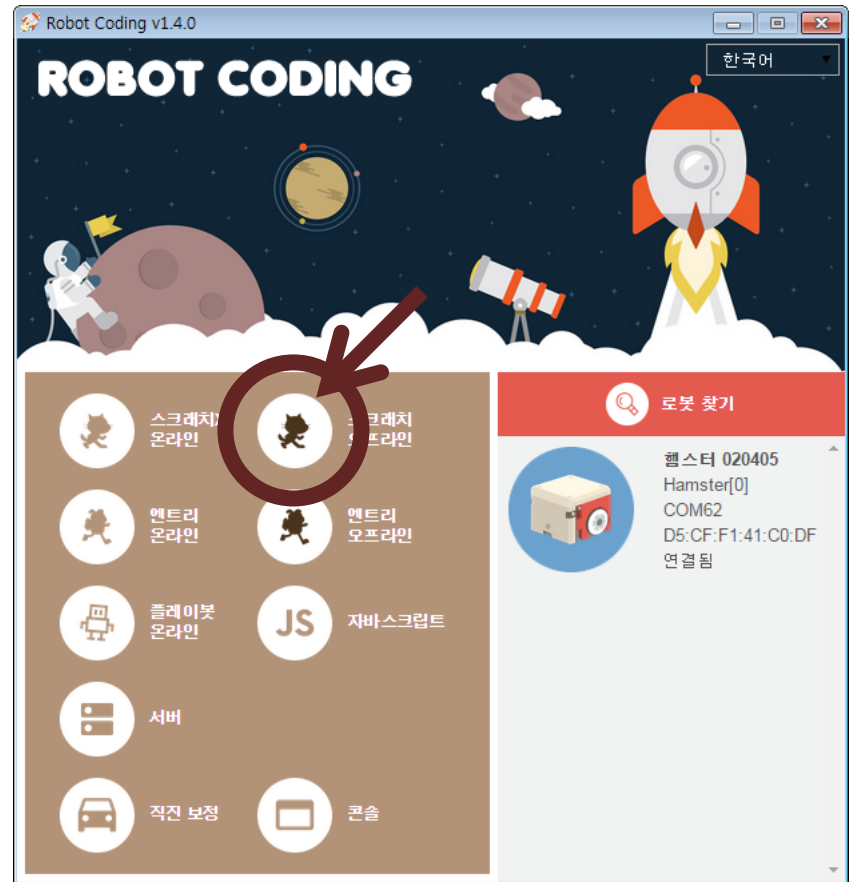 Robot Coding v1.4.0
한국어
ROBOT CODING
스크래치X
온라인
스크래치
오프라인
엔트리
온라인
엔트리
오프라인
플레이봇
온라인
JS
자바스크립트
서버
직진 보정
콘솔
로봇 찾기
햄스터 020405
Hamster[0]
COM62
D5:CF:F1:41:C0:DF
연결됨